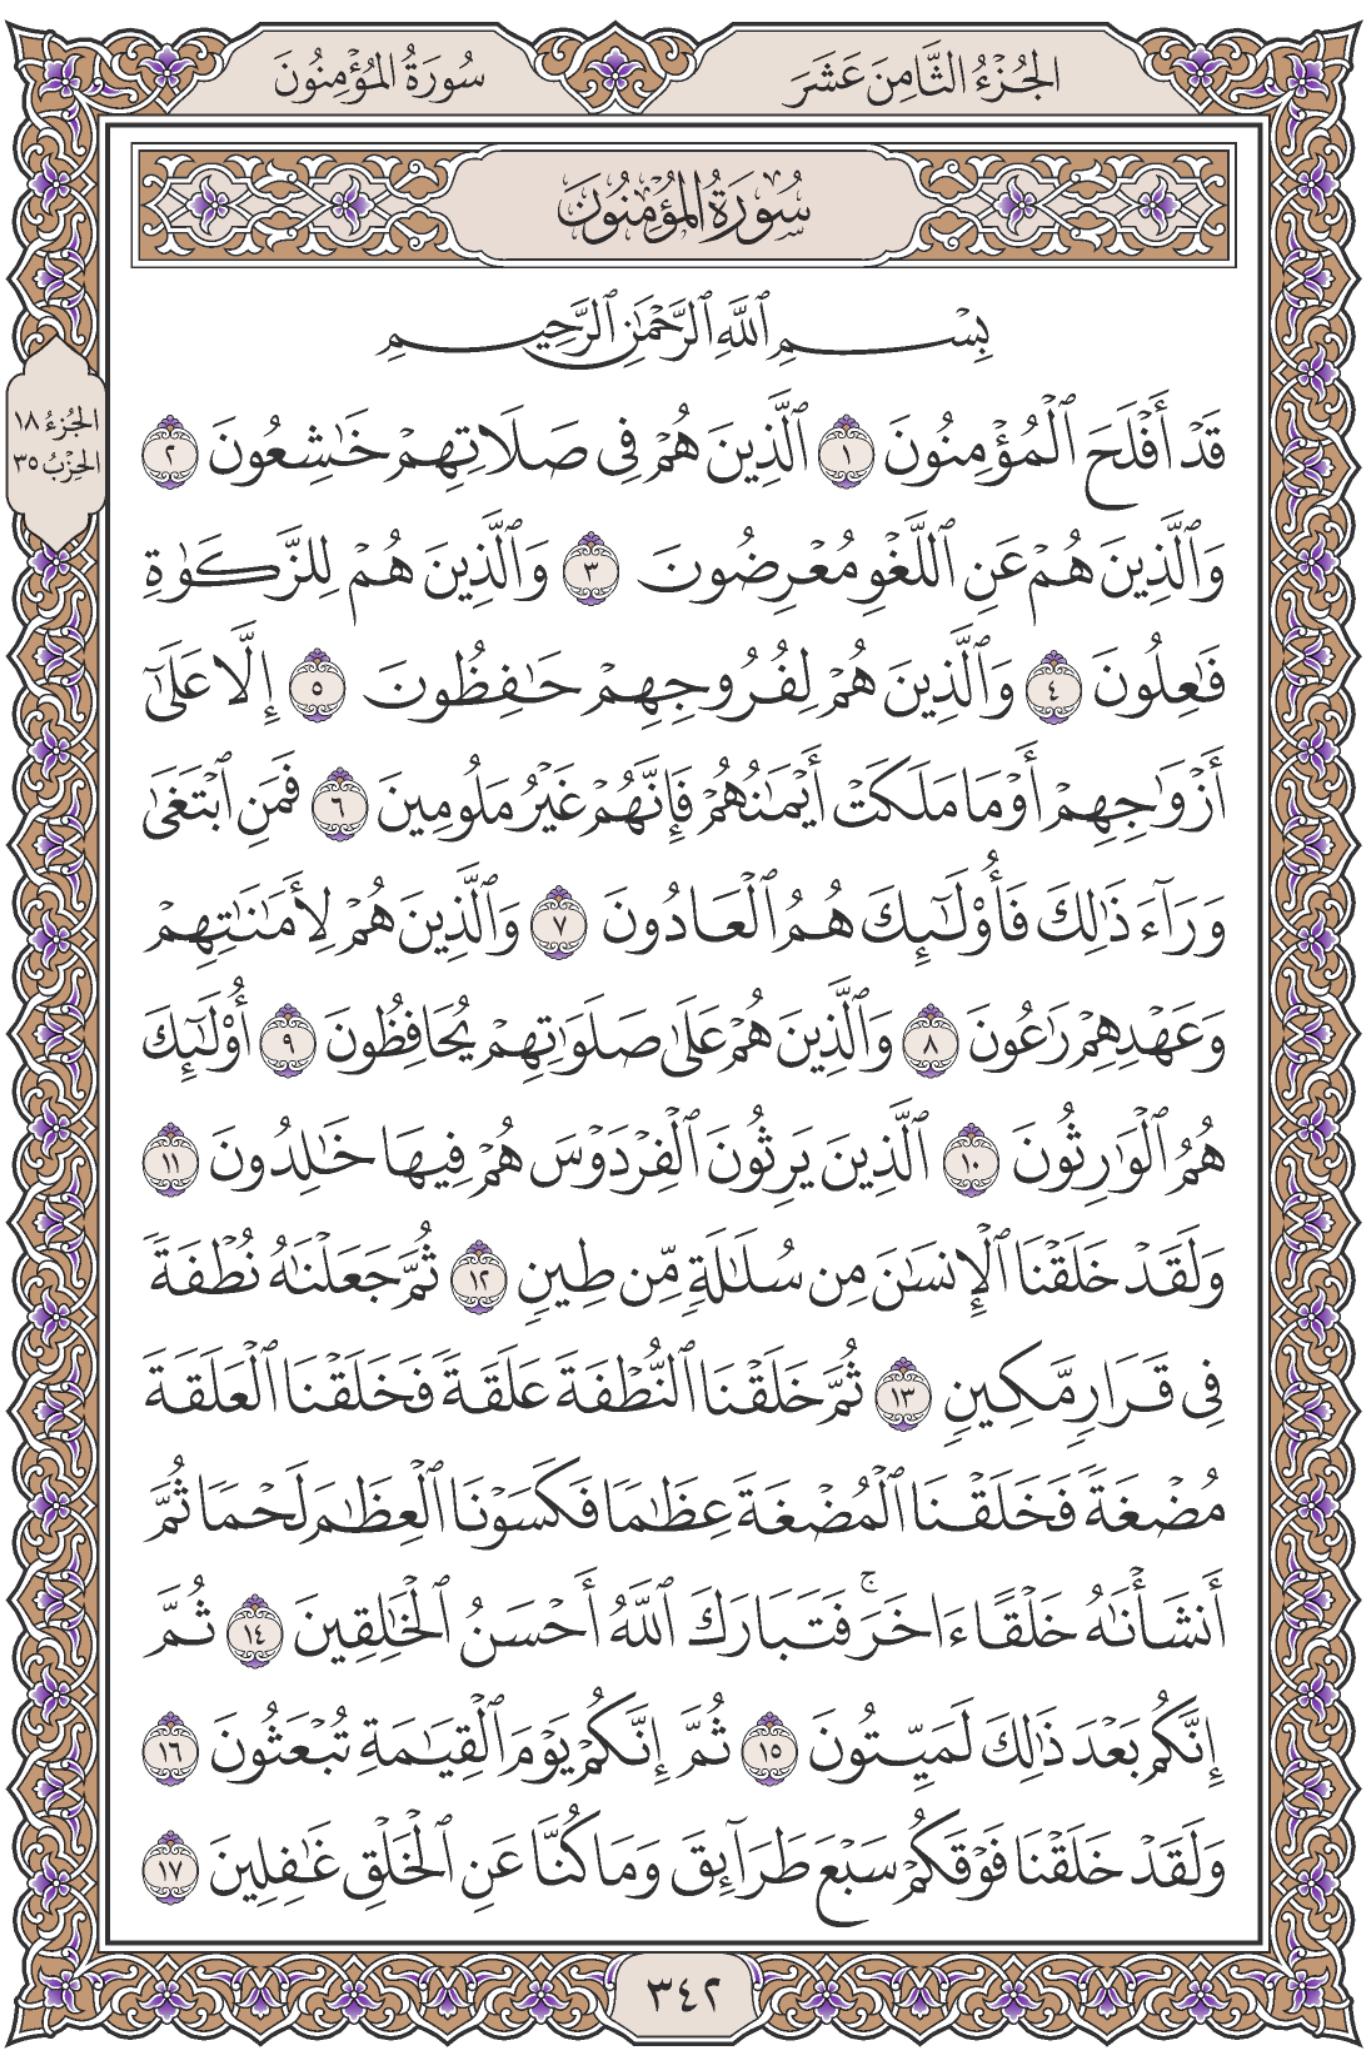 الجُزْءُ الثَّامِنَ عَشَرَ
سُورَةُ المُؤْمِنُونَ
سُورَةُ المُؤْمِنُونَ
بِسْمِ ٱللَّهِ ٱلرَّحْمَٰنِ ٱلرَّحِيمِ
الجُزْءُ ١٨
الحِزْبُ ٣٥
قَدْ أَفْلَحَ ٱلْمُؤْمِنُونَ ١ ٱلَّذِينَ هُمْ فِى صَلَاتِهِمْ خَٰشِعُونَ ٢
وَٱلَّذِينَ هُمْ عَنِ ٱللَّغْوِ مُعْرِضُونَ ٣ وَٱلَّذِينَ هُمْ لِلزَّكَوٰةِ
فَٰعِلُونَ ٤ وَٱلَّذِينَ هُمْ لِفُرُوجِهِمْ حَٰفِظُونَ ٥ إِلَّا عَلَىٰٓ
أَزْوَٰجِهِمْ أَوْ مَا مَلَكَتْ أَيْمَٰنُهُمْ فَإِنَّهُمْ غَيْرُ مَلُومِينَ ٦ فَمَنِ ٱبْتَغَىٰ
وَرَآءَ ذَٰلِكَ فَأُو۟لَٰٓئِكَ هُمُ ٱلْعَادُونَ ٧ وَٱلَّذِينَ هُمْ لِأَمَٰنَٰتِهِمْ
وَعَهْدِهِمْ رَٰعُونَ ٨ وَٱلَّذِينَ هُمْ عَلَىٰ صَلَوَٰتِهِمْ يُحَافِظُونَ ٩ أُو۟لَٰٓئِكَ
هُمُ ٱلْوَٰرِثُونَ ١٠ ٱلَّذِينَ يَرِثُونَ ٱلْفِرْدَوْسَ هُمْ فِيهَا خَٰلِدُونَ ١١
وَلَقَدْ خَلَقْنَا ٱلْإِنسَٰنَ مِن سُلَٰلَةٍ مِّن طِينٍ ١٢ ثُمَّ جَعَلْنَٰهُ نُطْفَةً
فِى قَرَارٍ مَّكِينٍ ١٣ ثُمَّ خَلَقْنَا ٱلنُّطْفَةَ عَلَقَةً فَخَلَقْنَا ٱلْعَلَقَةَ
مُضْغَةً فَخَلَقْنَا ٱلْمُضْغَةَ عِظَٰمًا فَكَسَوْنَا ٱلْعِظَٰمَ لَحْمًا ثُمَّ
أَنشَأْنَٰهُ خَلْقًا ءَاخَرَ ۚ فَتَبَارَكَ ٱللَّهُ أَحْسَنُ ٱلْخَٰلِقِينَ ١٤ ثُمَّ
إِنَّكُم بَعْدَ ذَٰلِكَ لَمَيِّتُونَ ١٥ ثُمَّ إِنَّكُمْ يَوْمَ ٱلْقِيَٰمَةِ تُبْعَثُونَ ١٦
وَلَقَدْ خَلَقْنَا فَوْقَكُمْ سَبْعَ طَرَآئِقَ وَمَا كُنَّا عَنِ ٱلْخَلْقِ غَٰفِلِينَ ١٧
٣٤٢